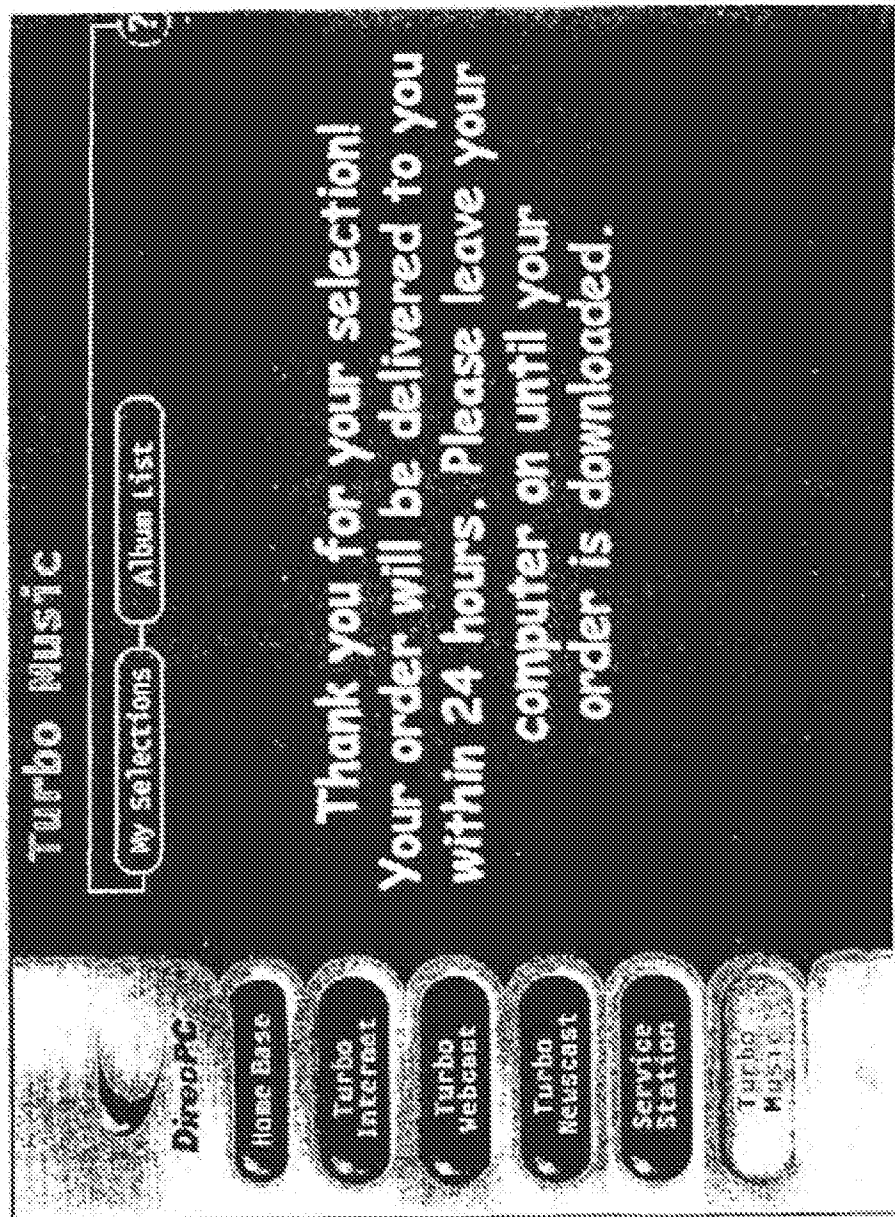 Turbo Music
?
My Selections
Album List
DirecPC
Home Base
Turbo
Internet
Turbo
Webcast
Turbo
Newscast
Service
Station
Turbo
Music
Thank you for your selection!
Your order will be delivered to you
within 24 hours. Please leave your
computer on until your
order is downloaded.